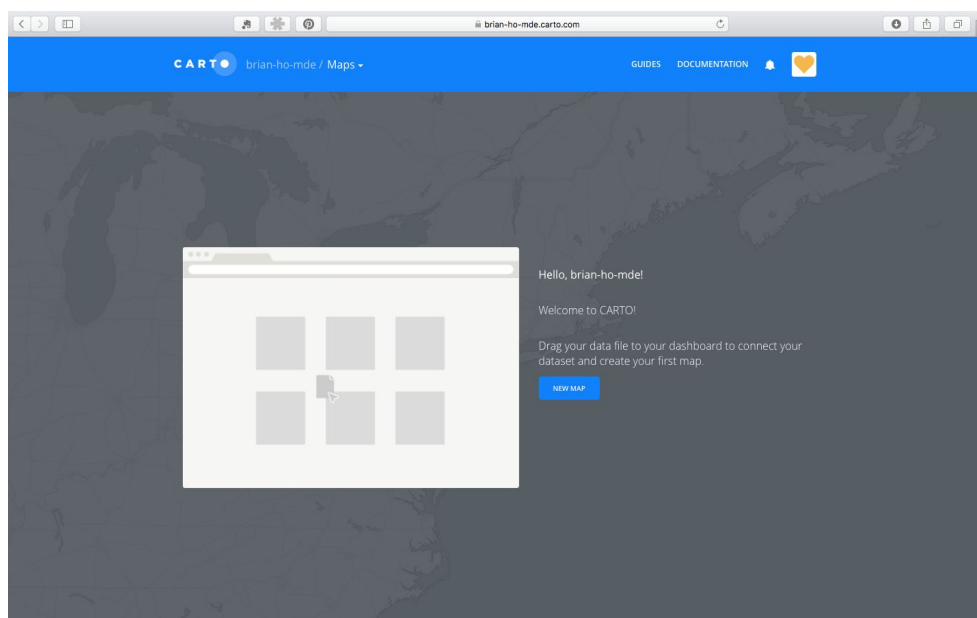 brian-ho-mde.carto.com
CARTO brian-ho-mde / Maps
GUIDES DOCUMENTATION
Hello, brian-ho-mde!
Welcome to CARTO!
Drag your data file to your dashboard to connect your
dataset and create your first map.
NEW MAP